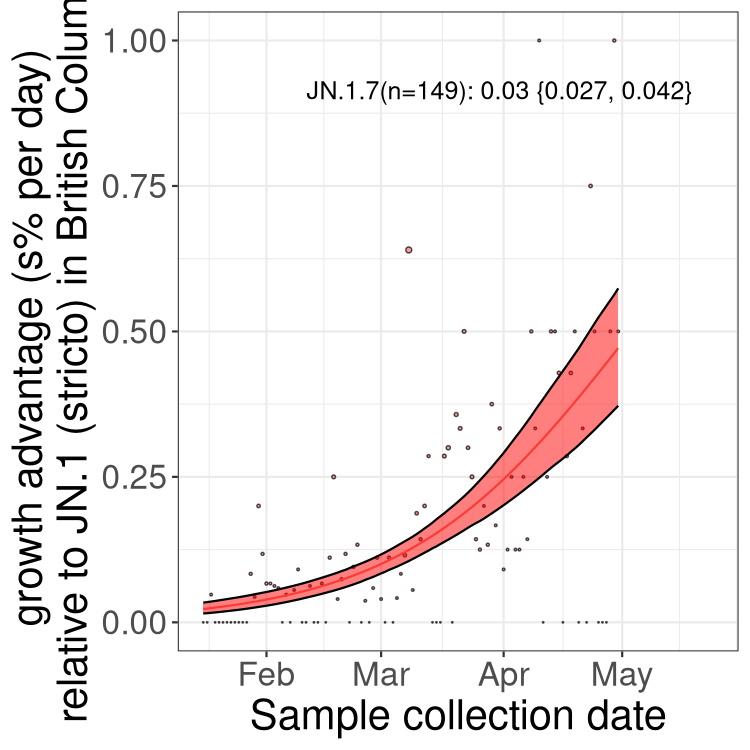 growth advantage (s% per day)
relative to JN.1 (stricto) in British Colum
1.00
0.75
0.50
0.25
0.00
JN.1.7(n=149): 0.03 {0.027, 0.042}
Feb Mar Apr May
Sample collection date